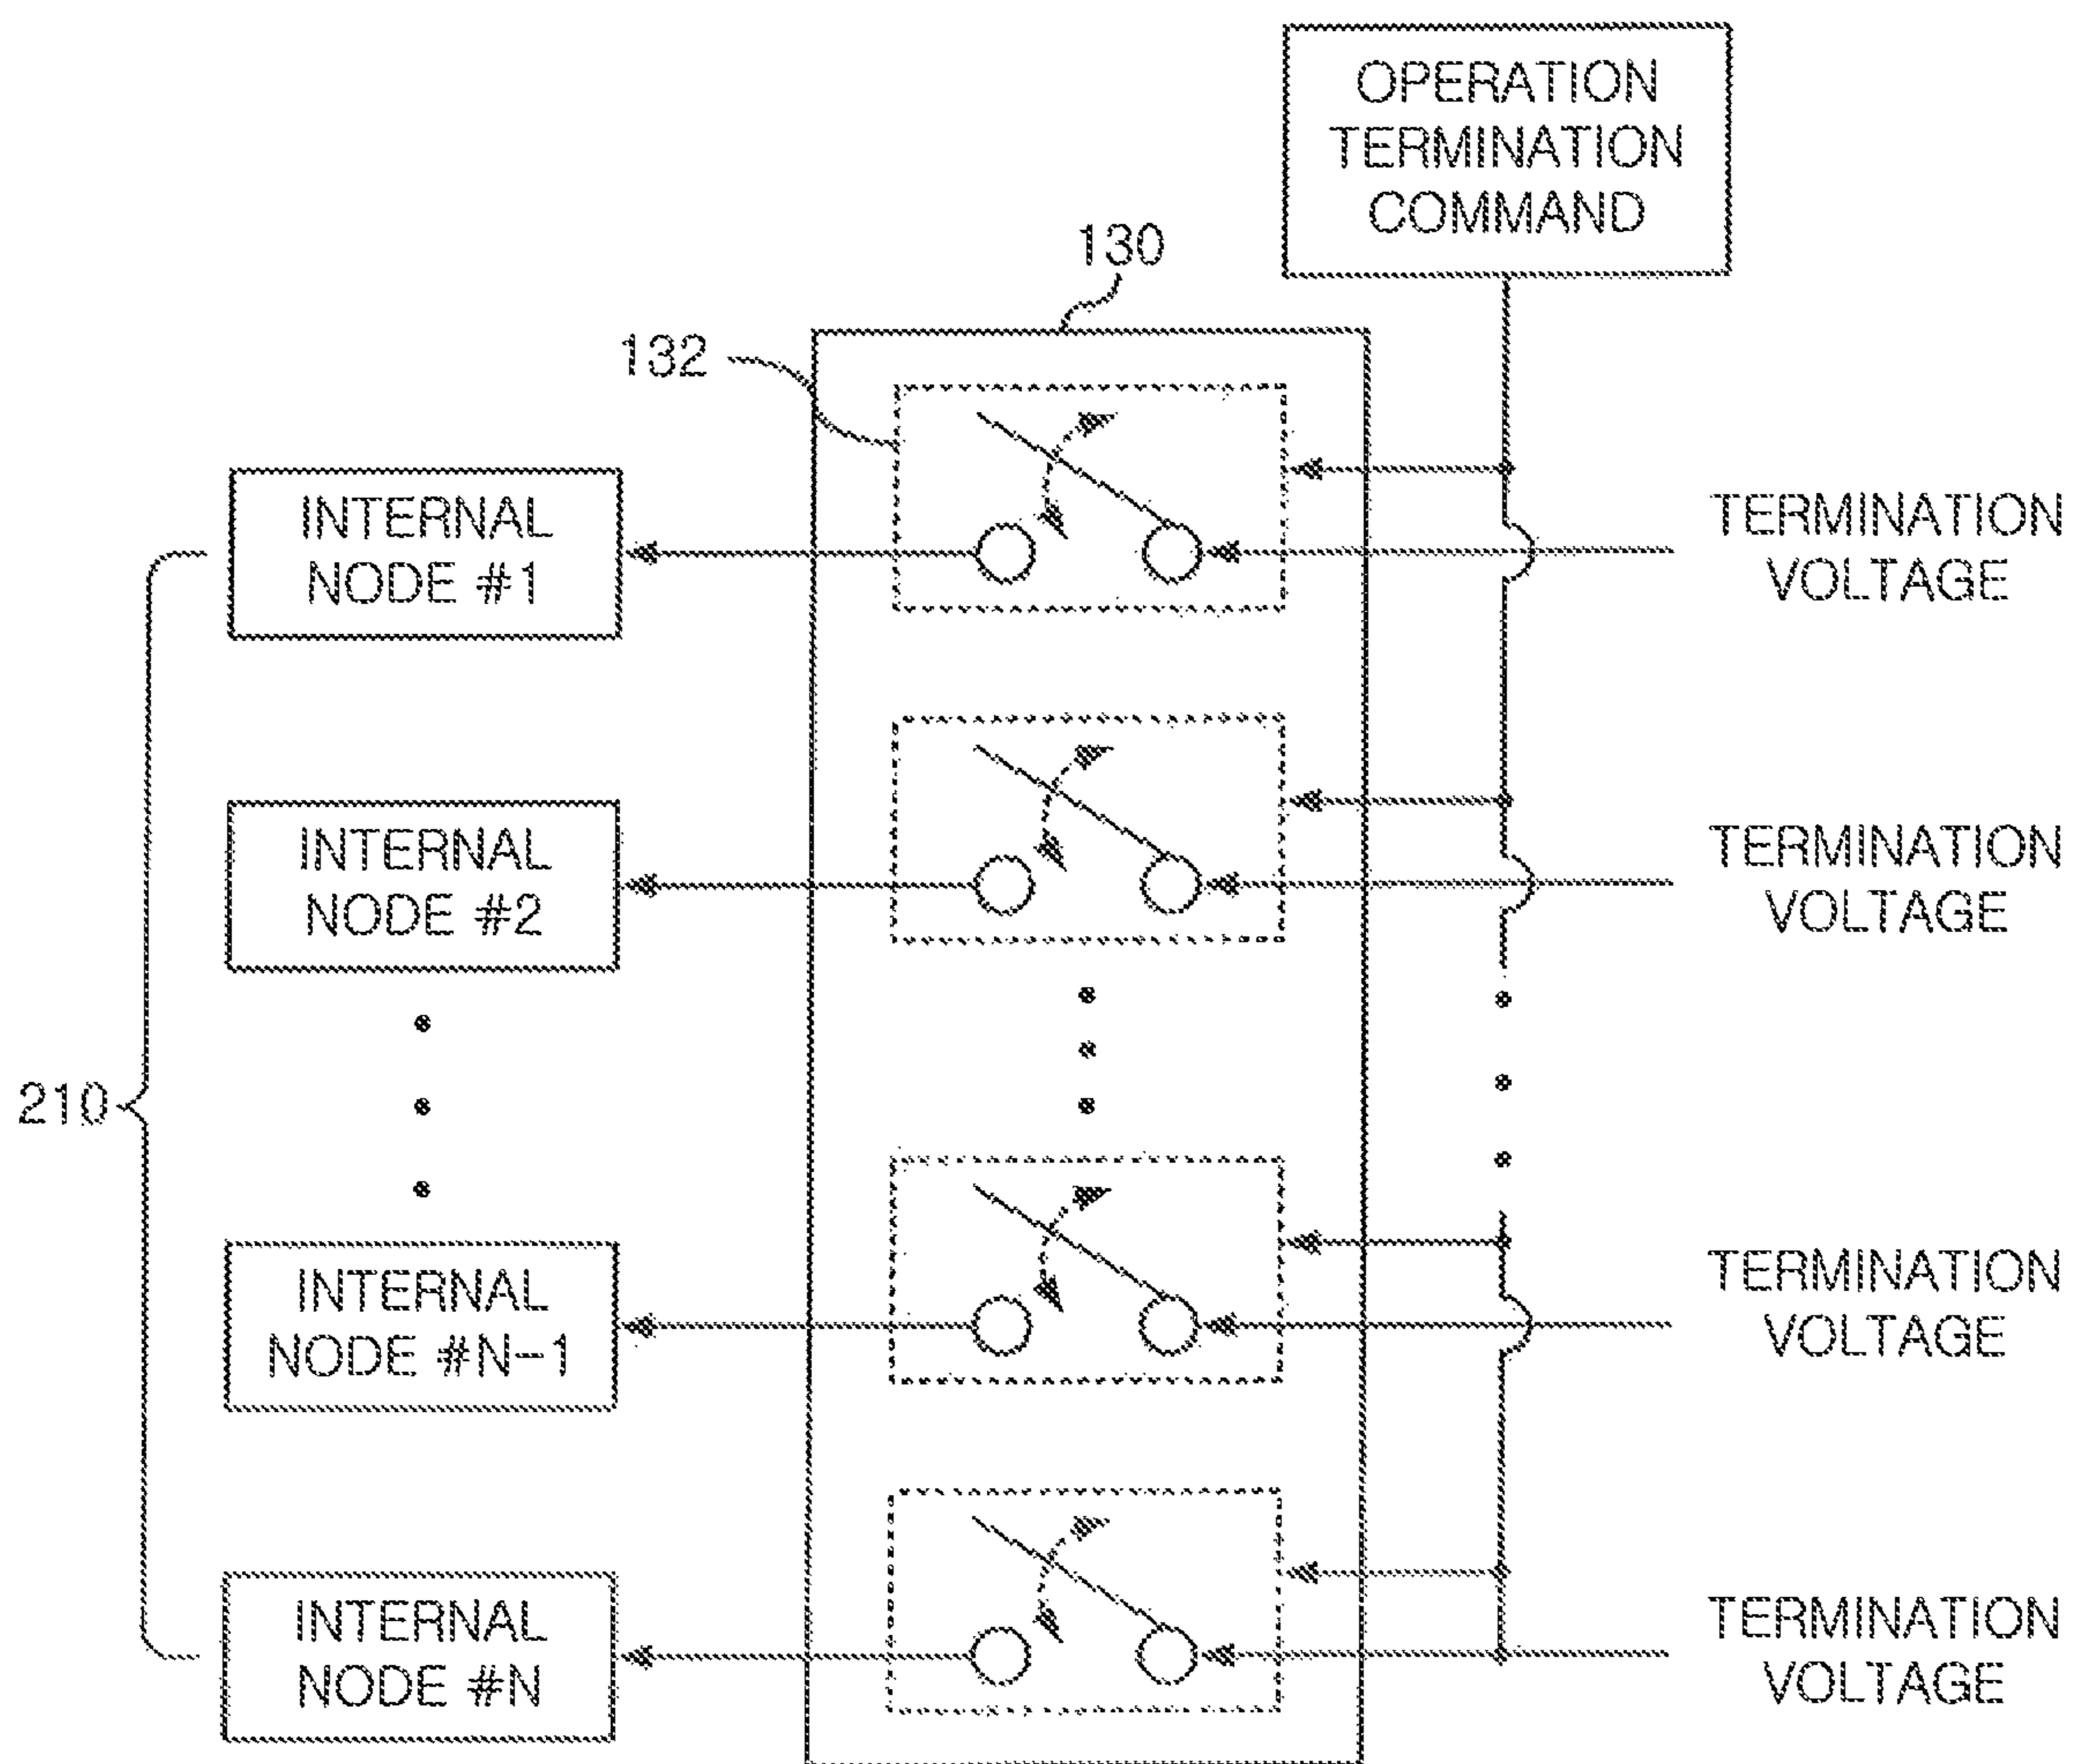 OPERATION
TERMINATION
COMMAND
130
132
INTERNAL
NODE #1
TERMINATION
VOLTAGE
INTERNAL
NODE #2
TERMINATION
VOLTAGE
210
INTERNAL
NODE #N-1
TERMINATION
VOLTAGE
INTERNAL
NODE #N
TERMINATION
VOLTAGE